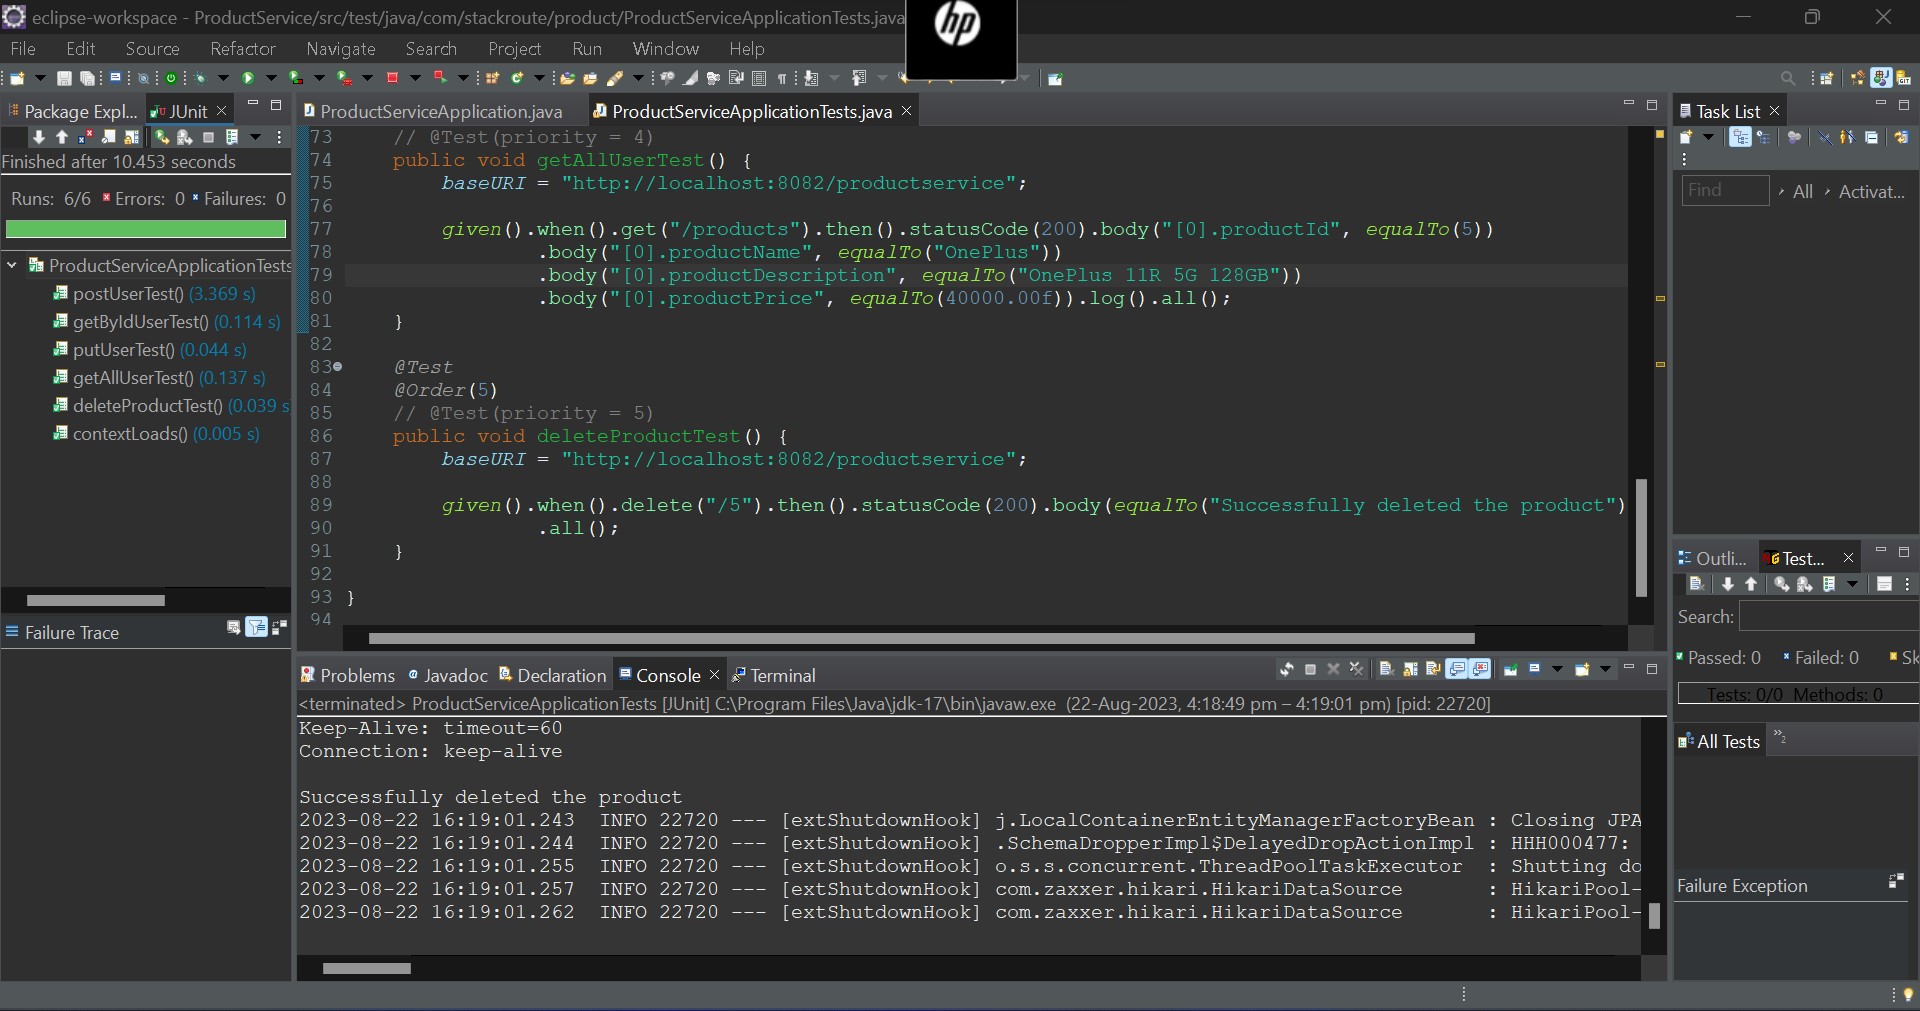 eclipse-workspace - ProductService/src/test/java/com/stackroute/product/ProductServiceApplicationTests.java
hp
File Edit Source Refactor Navigate Search Project Run Window Help
Package Expl... JUnit
Finished after 10.453 seconds
Runs: 6/6 Errors: 0 Failures: 0
ProductServiceApplicationTests
postUserTest() (3.369 s)
getByIdUserTest() (0.114 s)
putUserTest() (0.044 s)
getAllUserTest() (0.137 s)
deleteProductTest() (0.039 s
contextLoads() (0.005 s)
Failure Trace
ProductServiceApplication.java ProductServiceApplicationTests.java
73 // @Test(priority = 4)
74 public void getAllUserTest() {
75 baseURI = "http://localhost:8082/productservice";
76
77 given().when().get("/products").then().statusCode(200).body("[0].productId", equalTo(5))
78 .body("[0].productName", equalTo("OnePlus"))
79 .body("[0].productDescription", equalTo("OnePlus 11R 5G 128GB"))
80 .body("[0].productPrice", equalTo(40000.00f)).log().all();
81 }
82
83 @Test
84 @Order(5)
85 // @Test(priority = 5)
86 public void deleteProductTest() {
87 baseURI = "http://localhost:8082/productservice";
88
89 given().when().delete("/5").then().statusCode(200).body(equalTo("Successfully deleted the product")
90 .all();
91 }
92
93 }
94
Problems Javadoc Declaration Console Terminal
<terminated> ProductServiceApplicationTests [JUnit] C:\Program Files\Java\jdk-17\bin\javaw.exe (22-Aug-2023, 4:18:49 pm – 4:19:01 pm) [pid: 22720]
Keep-Alive: timeout=60
Connection: keep-alive
Successfully deleted the product
2023-08-22 16:19:01.243 INFO 22720 --- [extShutdownHook] j.LocalContainerEntityManagerFactoryBean : Closing JPA
2023-08-22 16:19:01.244 INFO 22720 --- [extShutdownHook] .SchemaDropperImpl$DelayedDropActionImpl : HHH000477:
2023-08-22 16:19:01.255 INFO 22720 --- [extShutdownHook] o.s.s.concurrent.ThreadPoolTaskExecutor : Shutting do
2023-08-22 16:19:01.257 INFO 22720 --- [extShutdownHook] com.zaxxer.hikari.HikariDataSource : HikariPool-
2023-08-22 16:19:01.262 INFO 22720 --- [extShutdownHook] com.zaxxer.hikari.HikariDataSource : HikariPool-
Task List
Find All Activat...
Outli... Test...
Search:
Passed: 0 Failed: 0 Sk
Tests: 0/0 Methods: 0
All Tests »2
Failure Exception